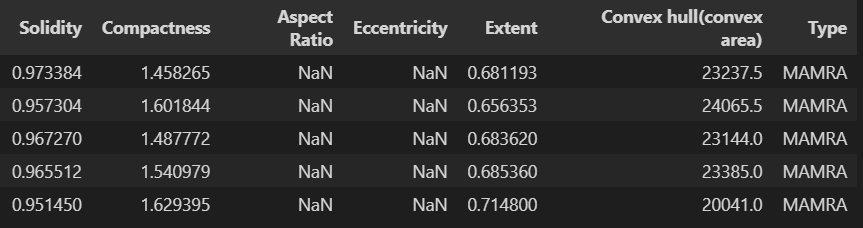 Solidity Compactness Aspect Ratio Eccentricity Extent Convex hull(convex area) Type
0.973384 1.458265 NaN NaN 0.681193 23237.5 MAMRA
0.957304 1.601844 NaN NaN 0.656353 24065.5 MAMRA
0.967270 1.487772 NaN NaN 0.683620 23144.0 MAMRA
0.965512 1.540979 NaN NaN 0.685360 23385.0 MAMRA
0.951450 1.629395 NaN NaN 0.714800 20041.0 MAMRA